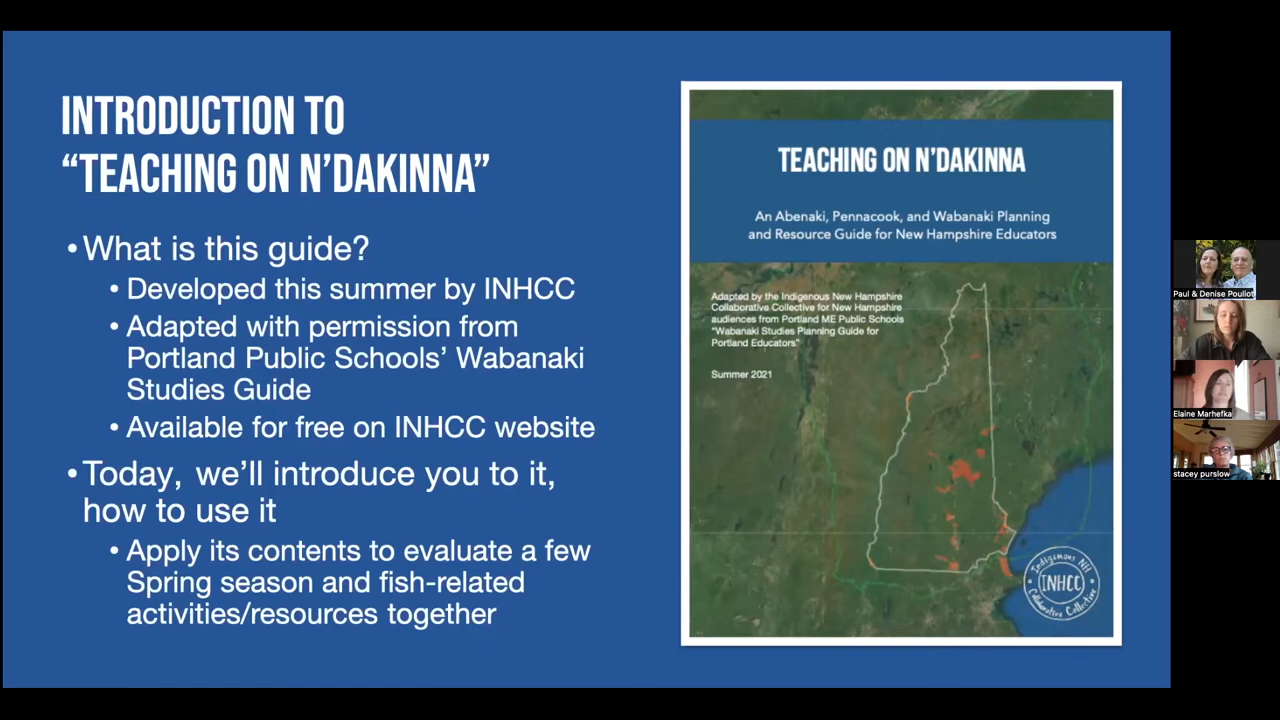 INTRODUCTION TO
“TEACHING ON N’DAKINNA”
• What is this guide?
• Developed this summer by INHCC
• Adapted with permission from
Portland Public Schools’ Wabanaki
Studies Guide
• Available for free on INHCC website
• Today, we’ll introduce you to it,
how to use it
• Apply its contents to evaluate a few
Spring season and fish-related
activities/resources together
TEACHING ON N’DAKINNA
An Abenaki, Pennacook, and Wabanaki Planning
and Resource Guide for New Hampshire Educators
Adapted by the Indigenous New Hampshire
Collaborative Collective for New Hampshire
audiences from Portland ME Public Schools
“Wabanaki Studies Planning Guide for
Portland Educators”
Summer 2021
Indigenous NH
INHCC
Collaborative Collective
Paul & Denise Pouliot
Elaine Marhefka
stacey purslow